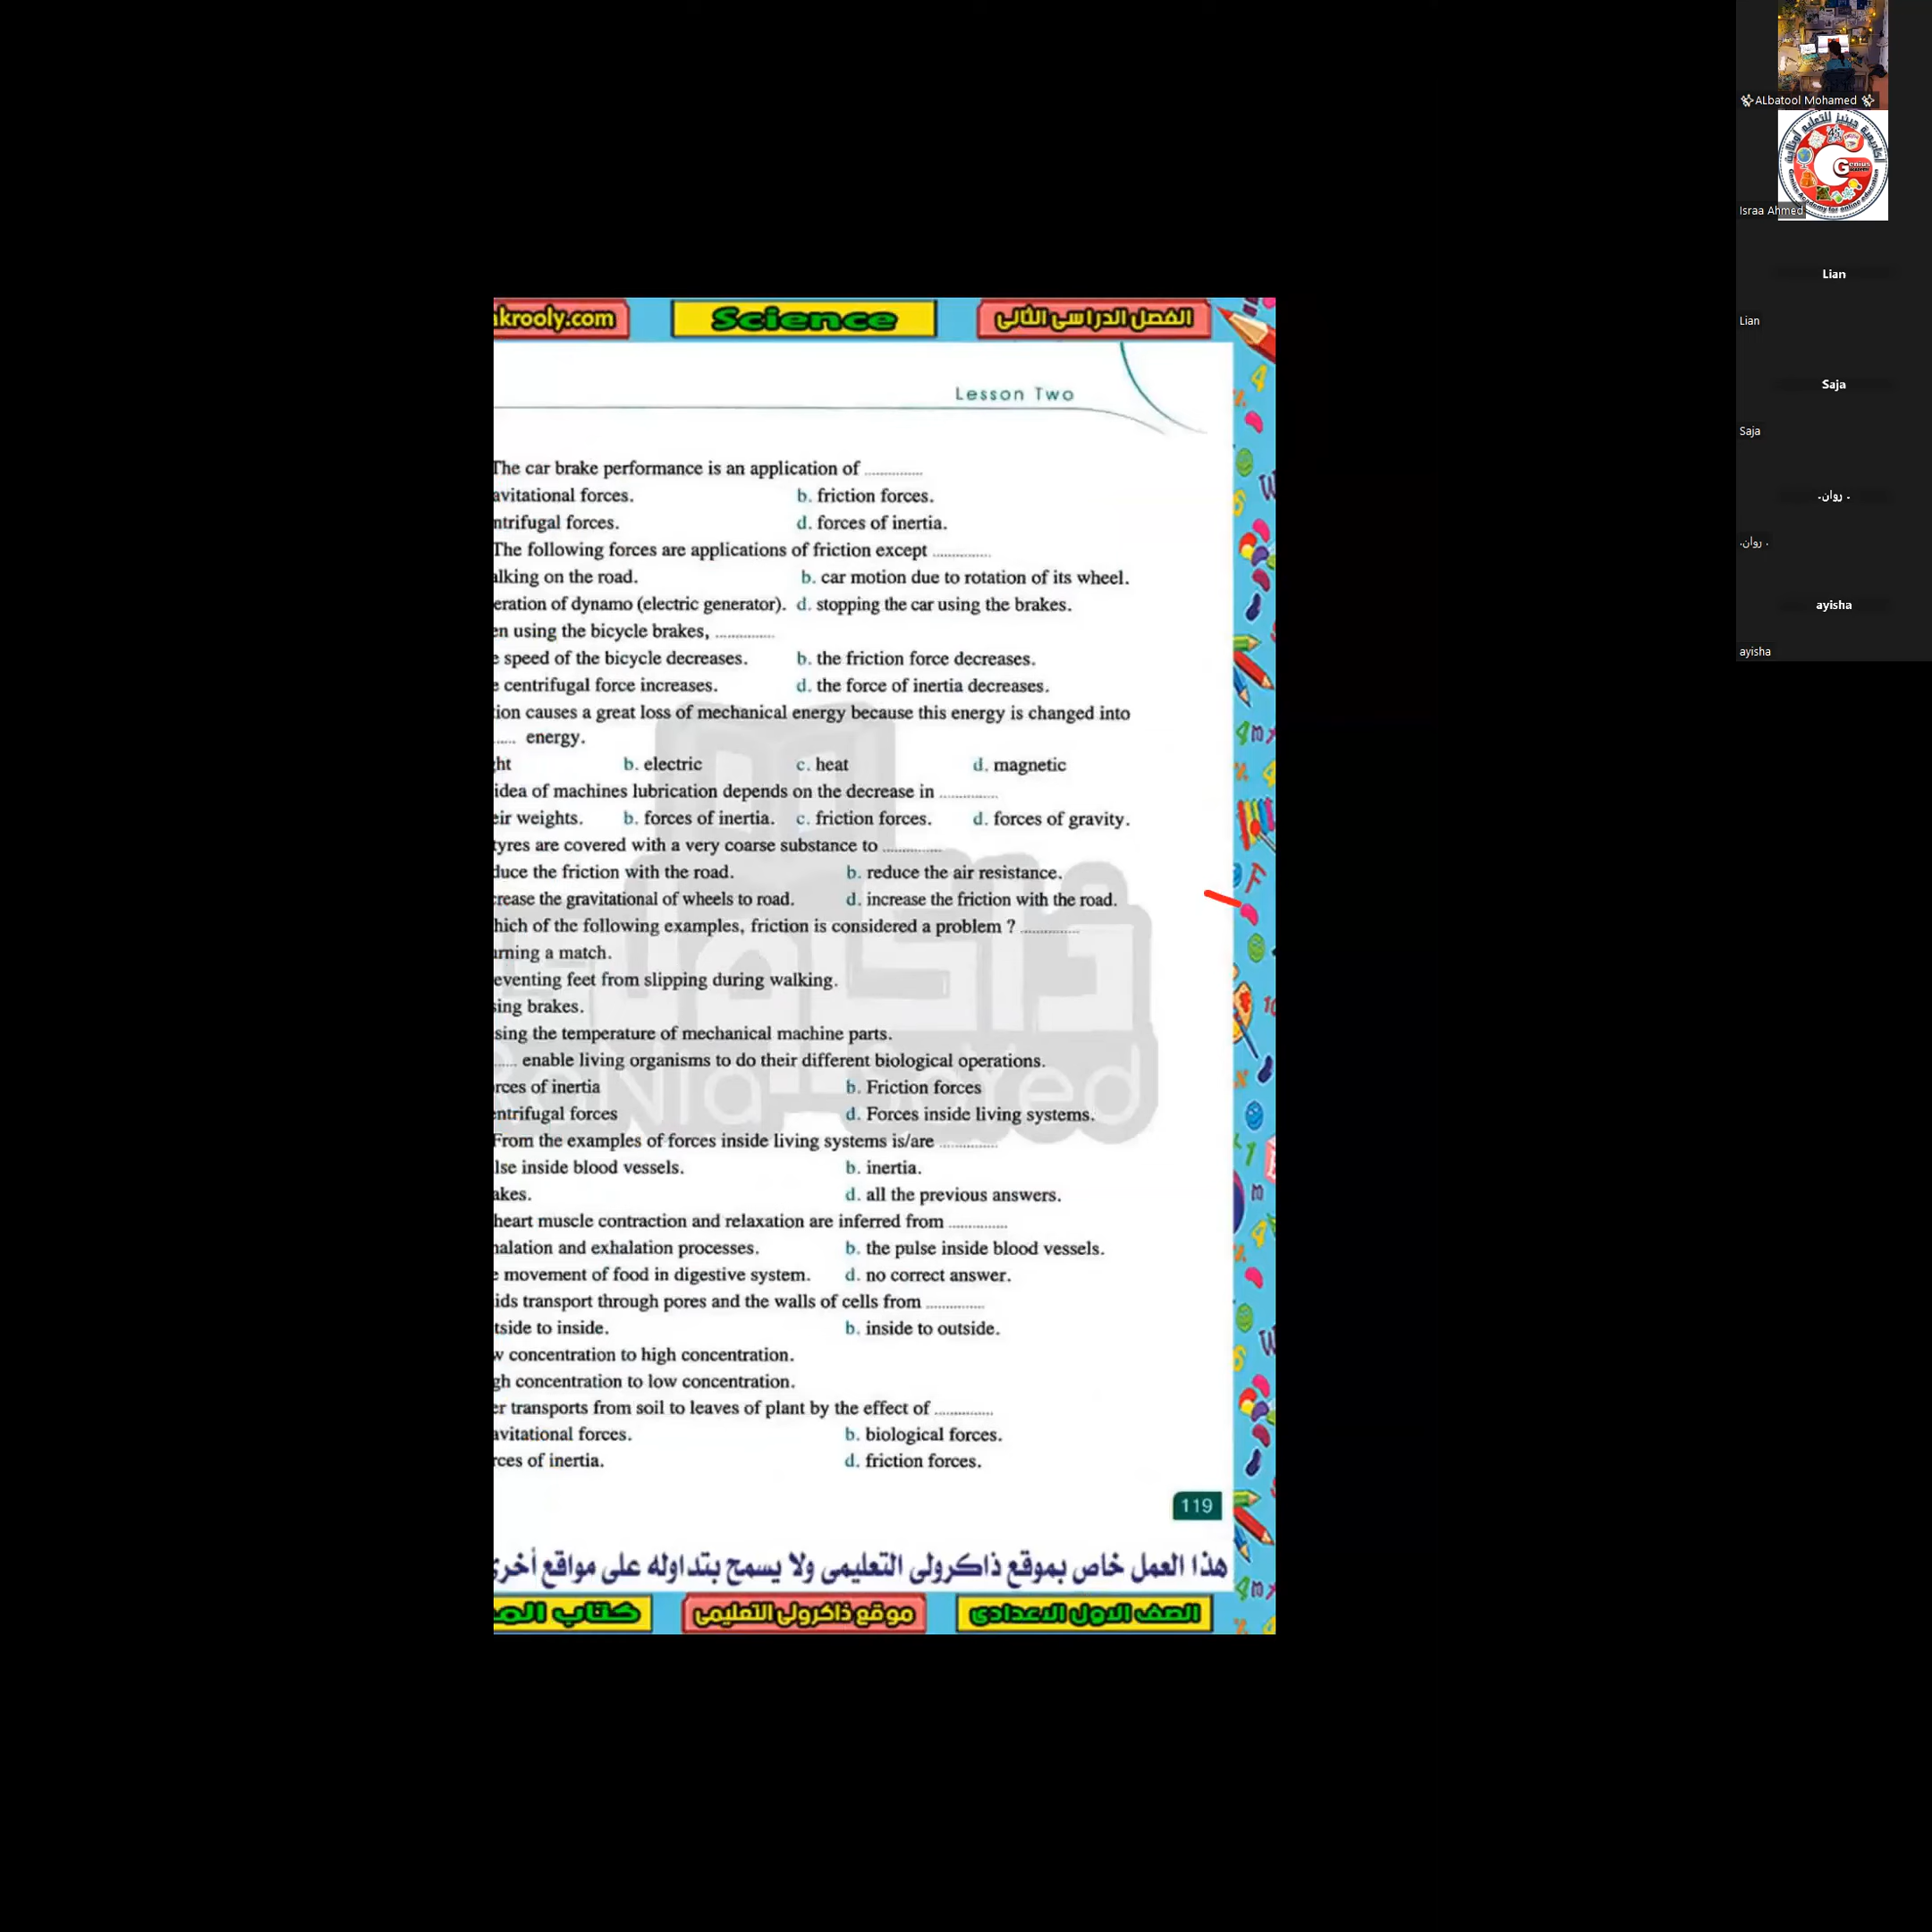 ALbatool Mohamed
Genius
Israa Ahmed
Lian
Lian
Saja
Saja
روان.
روان.
ayisha
ayisha
akrooly.com
Science
الفصل الدراسى الثانى
Lesson Two
The car brake performance is an application of ..............
avitational forces. b. friction forces.
ntrifugal forces. d. forces of inertia.
The following forces are applications of friction except ..............
alking on the road. b. car motion due to rotation of its wheel.
eration of dynamo (electric generator). d. stopping the car using the brakes.
en using the bicycle brakes, ..............
e speed of the bicycle decreases. b. the friction force decreases.
e centrifugal force increases. d. the force of inertia decreases.
tion causes a great loss of mechanical energy because this energy is changed into
...... energy.
ght b. electric c. heat d. magnetic
idea of machines lubrication depends on the decrease in ..............
eir weights. b. forces of inertia. c. friction forces. d. forces of gravity.
tyres are covered with a very coarse substance to ..............
duce the friction with the road. b. reduce the air resistance.
crease the gravitational of wheels to road. d. increase the friction with the road.
hich of the following examples, friction is considered a problem ? ..............
urning a match.
eventing feet from slipping during walking.
sing brakes.
sing the temperature of mechanical machine parts.
...... enable living organisms to do their different biological operations.
rces of inertia b. Friction forces
entrifugal forces d. Forces inside living systems.
From the examples of forces inside living systems is/are ..............
lse inside blood vessels. b. inertia.
akes. d. all the previous answers.
heart muscle contraction and relaxation are inferred from ..............
halation and exhalation processes. b. the pulse inside blood vessels.
e movement of food in digestive system. d. no correct answer.
ids transport through pores and the walls of cells from ..............
tside to inside. b. inside to outside.
w concentration to high concentration.
gh concentration to low concentration.
er transports from soil to leaves of plant by the effect of ..............
avitational forces. b. biological forces.
rces of inertia. d. friction forces.
119
هذا العمل خاص بموقع ذاكرولى التعليمى ولا يسمح بتداوله على مواقع أخرى
الصف الاول الاعدادى
موقع ذاكرولى التعليمى
كتاب الم